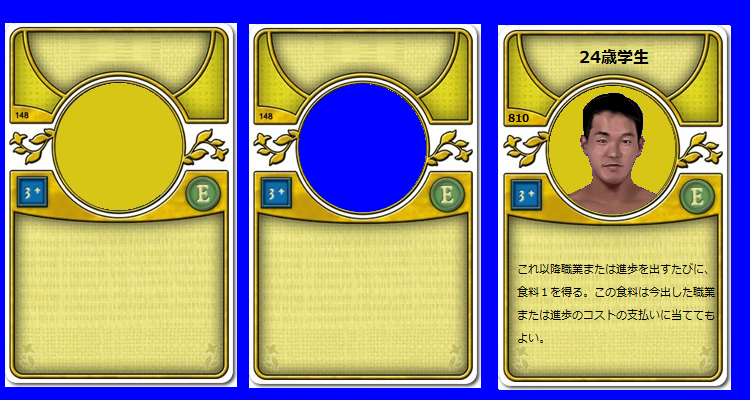 148
3+
E
148
3+
E
24歳学生
810
3+
E
これ以降職業または進歩を出すたびに、
食料１を得る。この食料は今出した職業
または進歩のコストの支払いに当てても
よい。